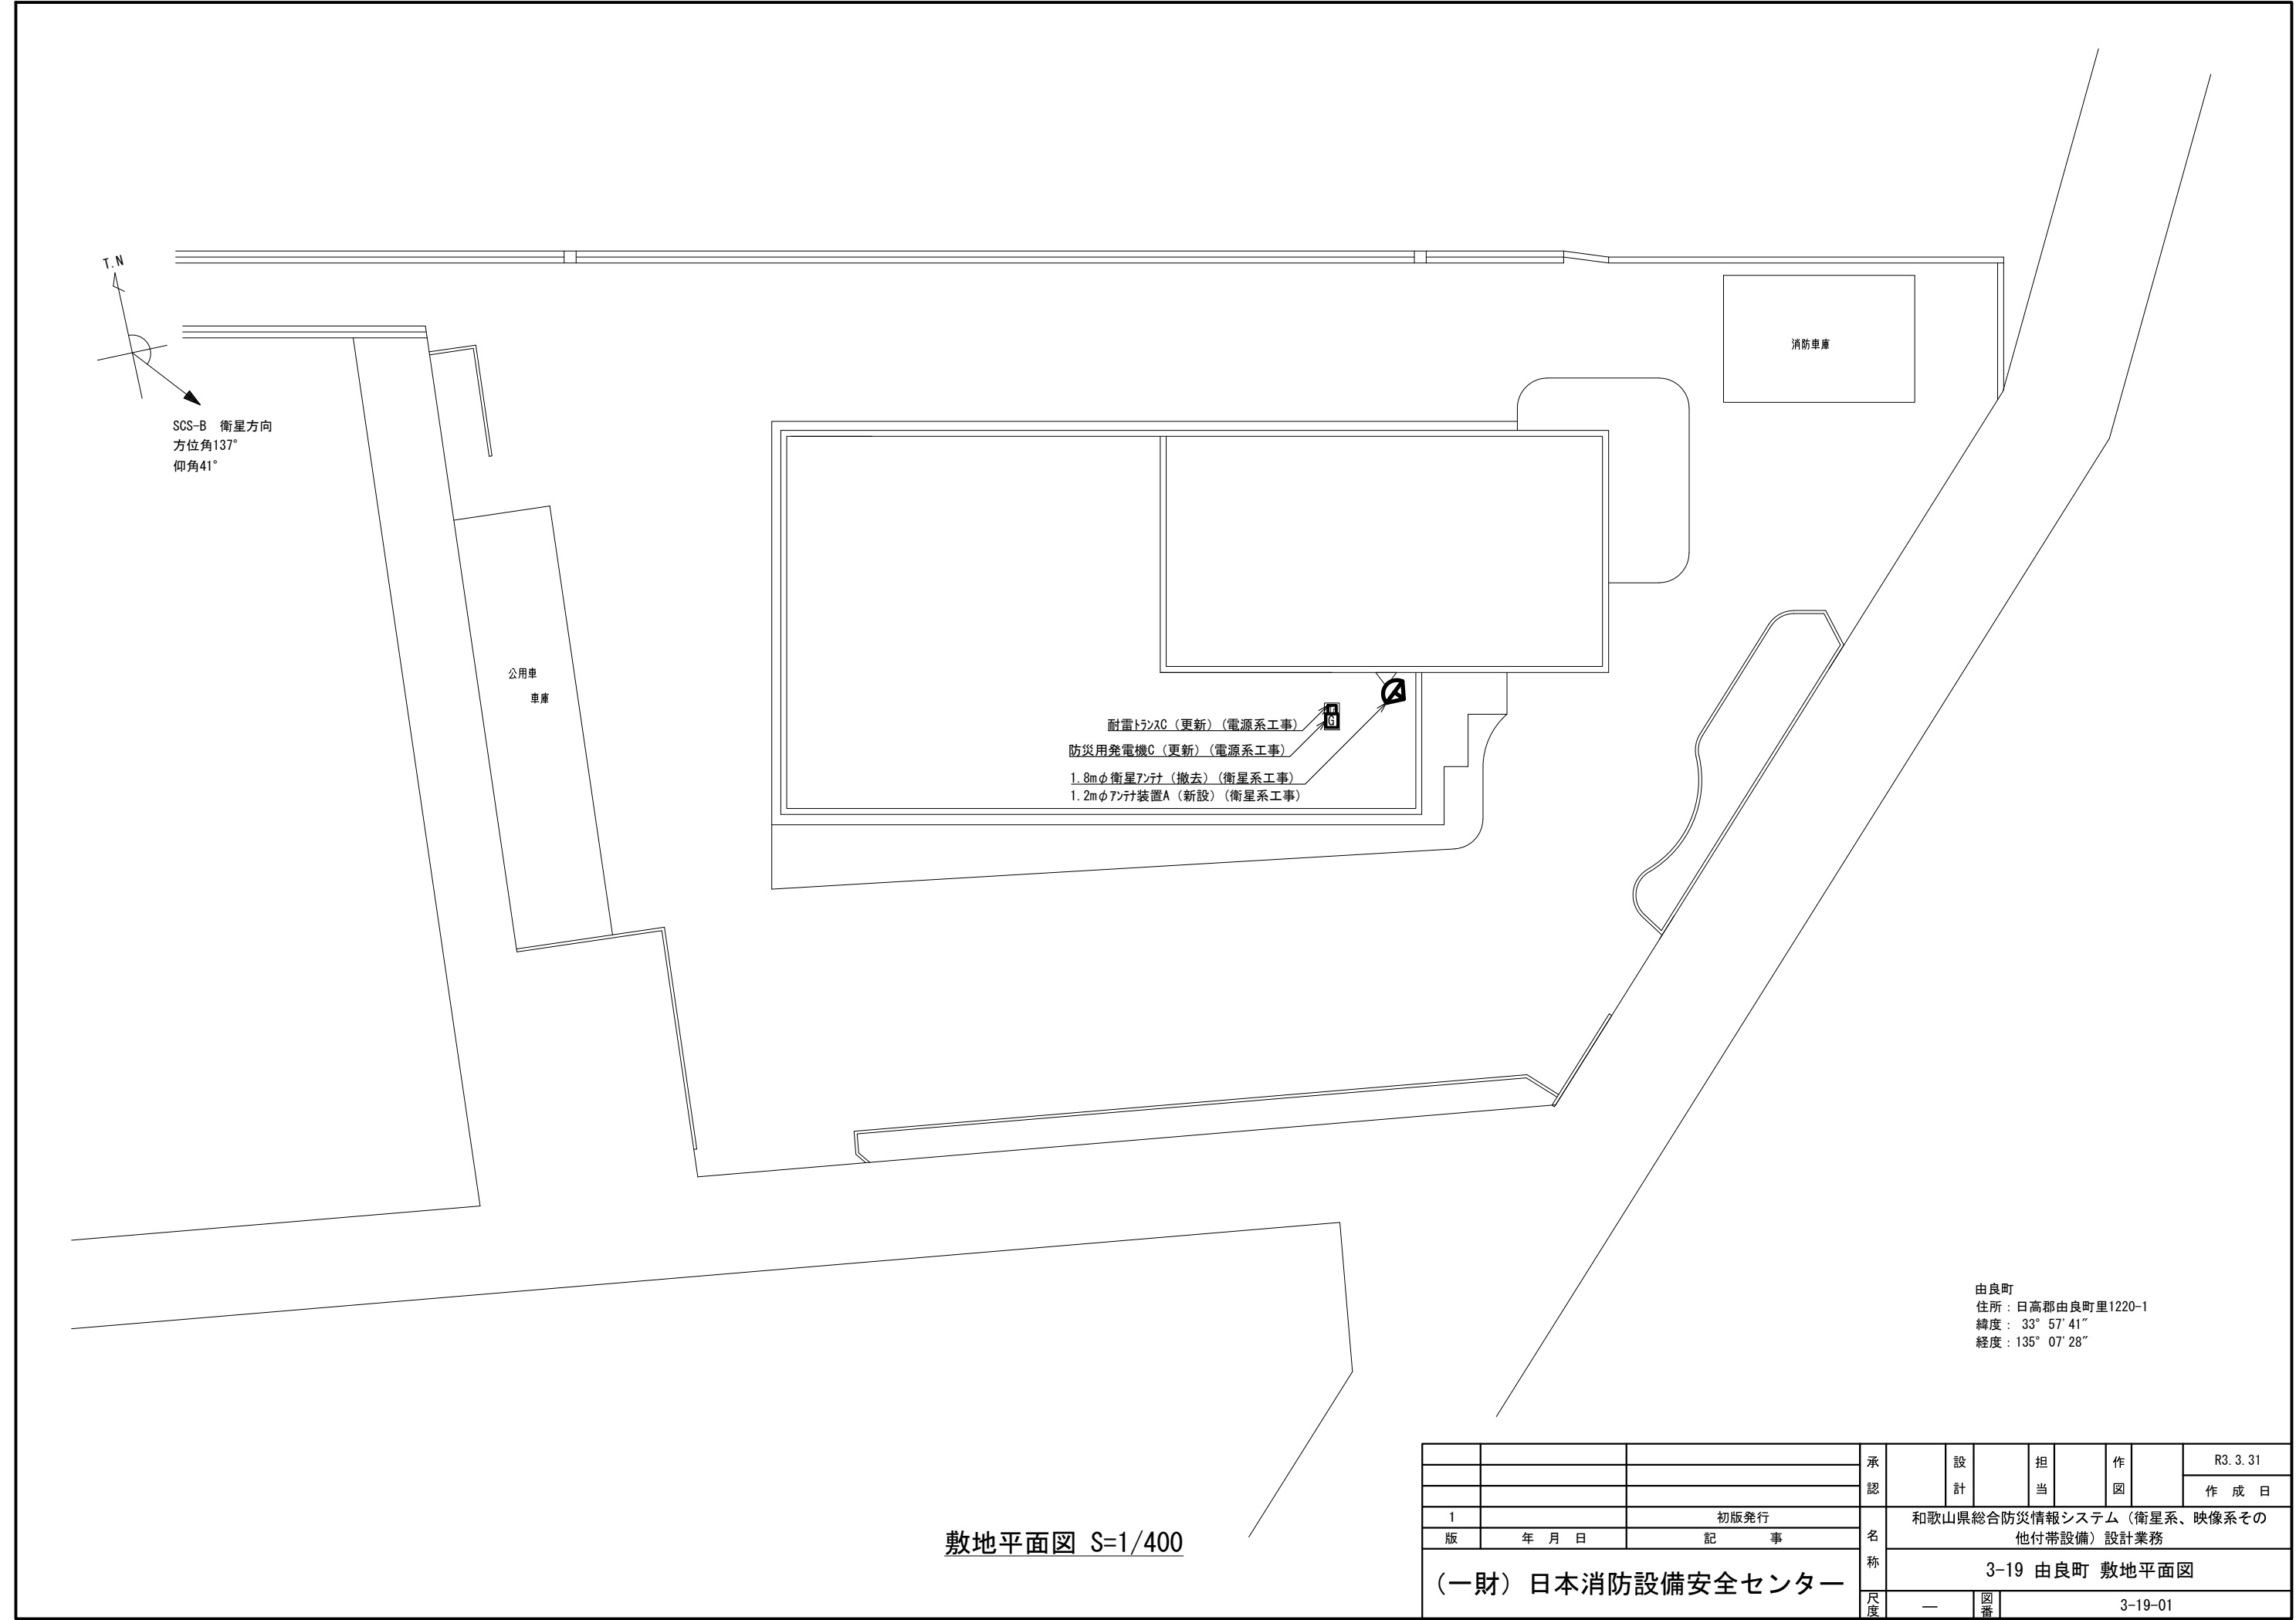 T.N
SCS-B 衛星方向
方位角137°
仰角41°
消防車庫
公用車
車庫
耐雷ﾄﾗﾝｽC（更新）（電源系工事）
防災用発電機C（更新）（電源系工事）
1.8mφ衛星ｱﾝﾃﾅ（撤去）（衛星系工事）
1.2mφｱﾝﾃﾅ装置A（新設）（衛星系工事）
G
由良町
住所：日高郡由良町里1220-1
緯度： 33°57'41″
経度：135°07'28″
敷地平面図 S=1/400
承認 設計 担当 作図 R3.3.31
作 成 日
1 初版発行
版 年 月 日 記 事
名称 和歌山県総合防災情報システム（衛星系、映像系その
他付帯設備）設計業務
3-19 由良町 敷地平面図
（一財）日本消防設備安全センター
尺度 — 図番 3-19-01